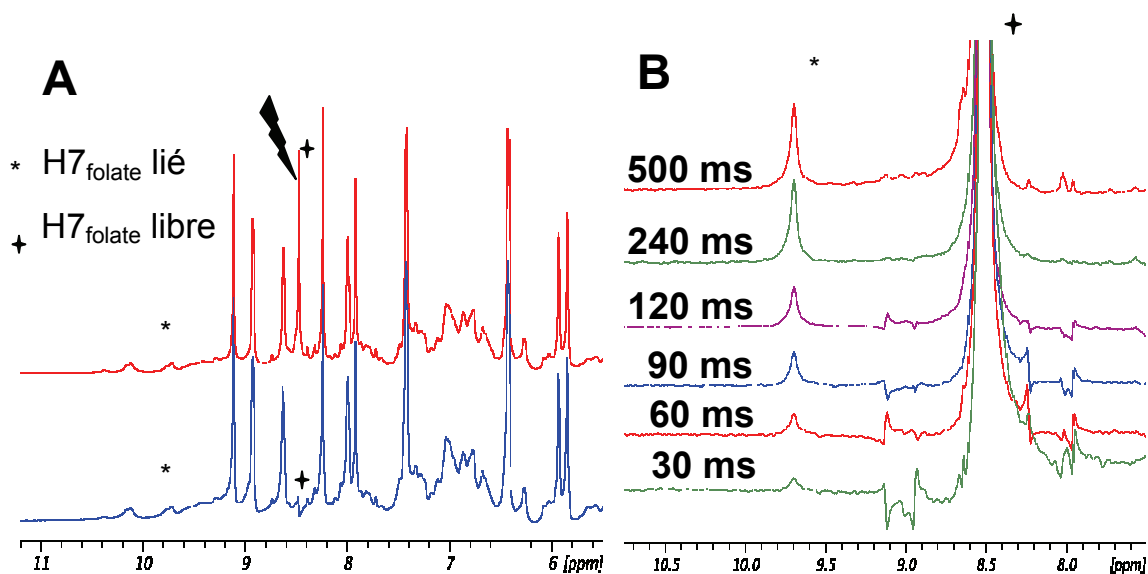 A
* H7folate lié
✦ H7folate libre
✦
*
*
✦
11 10 9 8 7 6 [ppm]
B
✦
*
500 ms
240 ms
120 ms
90 ms
60 ms
30 ms
10.5 10.0 9.5 9.0 8.5 8.0 [ppm]